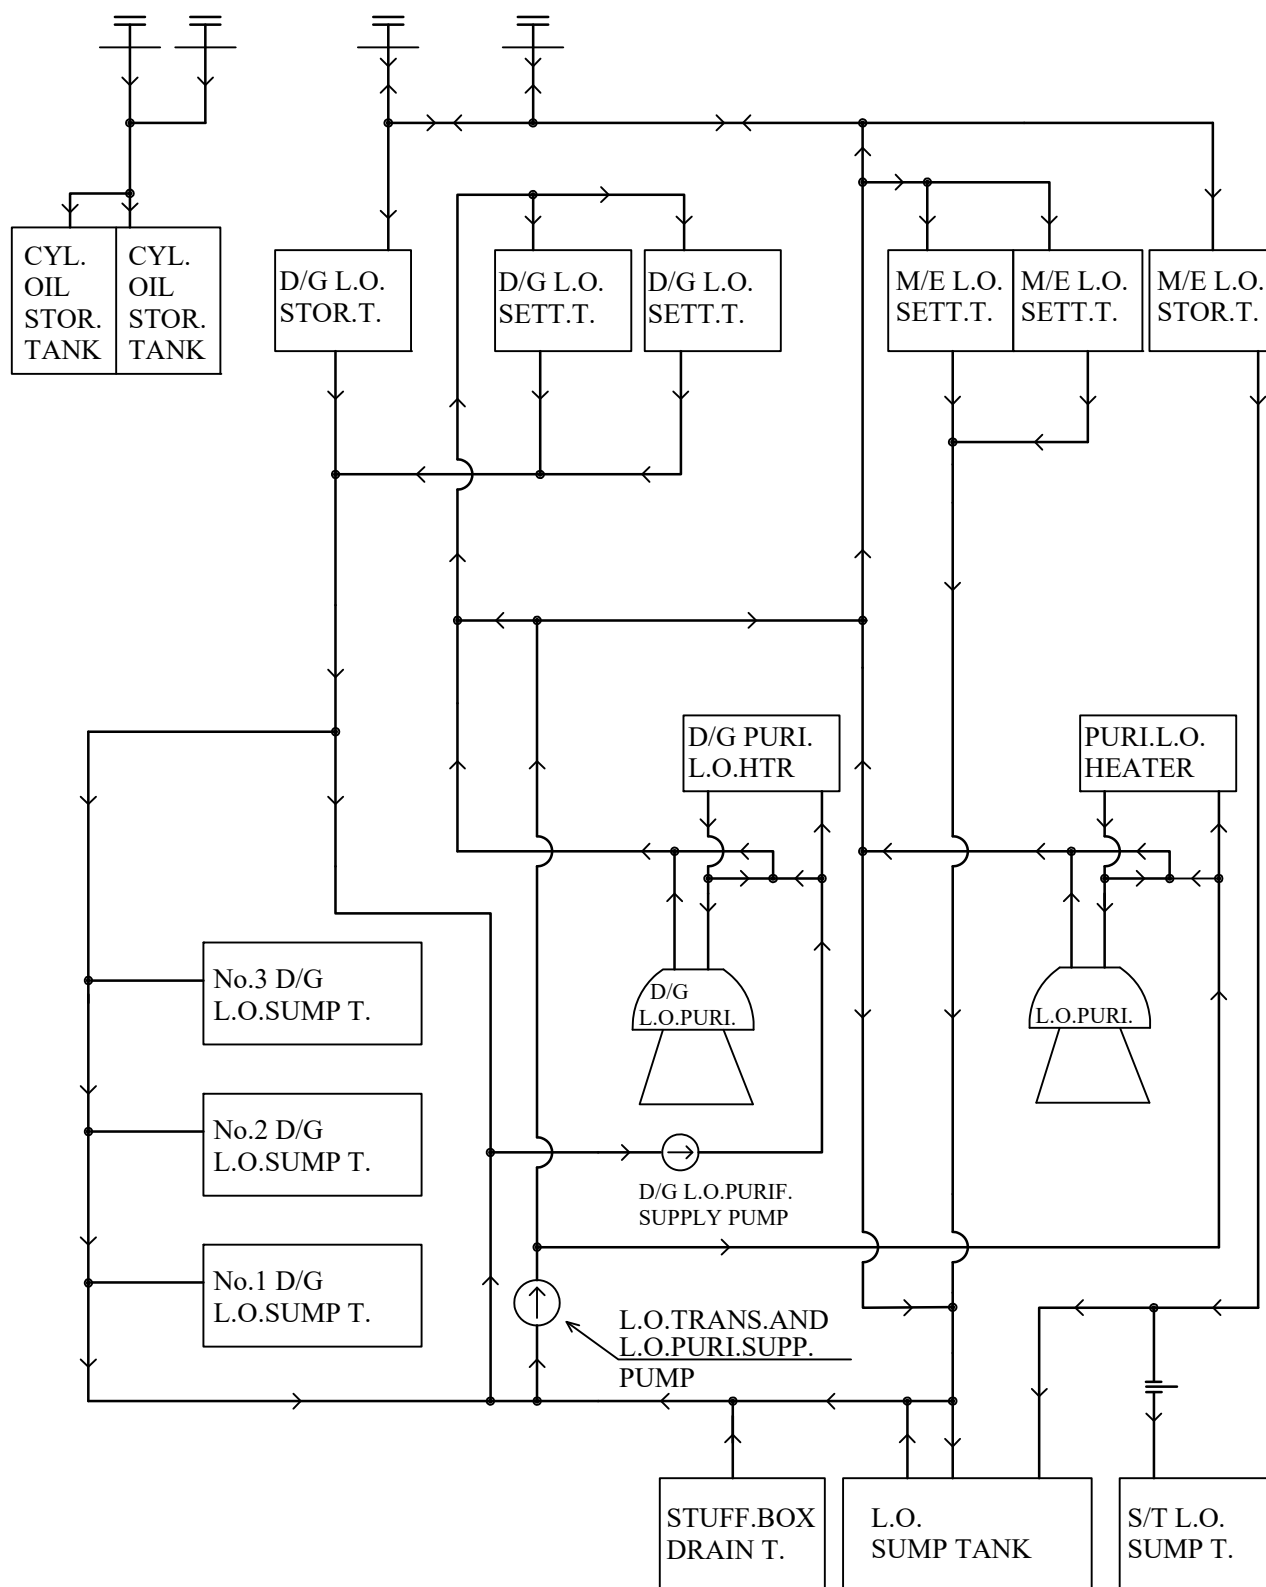 CYL.
OIL
STOR.
TANK
CYL.
OIL
STOR.
TANK
D/G L.O.
STOR.T.
D/G L.O.
SETT.T.
D/G L.O.
SETT.T.
M/E L.O.
SETT.T.
M/E L.O.
SETT.T.
M/E L.O.
STOR.T.
D/G PURI.
L.O.HTR
PURI.L.O.
HEATER
No.3 D/G
L.O.SUMP T.
D/G
L.O.PURI.
L.O.PURI.
No.2 D/G
L.O.SUMP T.
D/G L.O.PURIF.
SUPPLY PUMP
No.1 D/G
L.O.SUMP T.
L.O.TRANS.AND
L.O.PURI.SUPP.
PUMP
STUFF.BOX
DRAIN T.
L.O.
SUMP TANK
S/T L.O.
SUMP T.